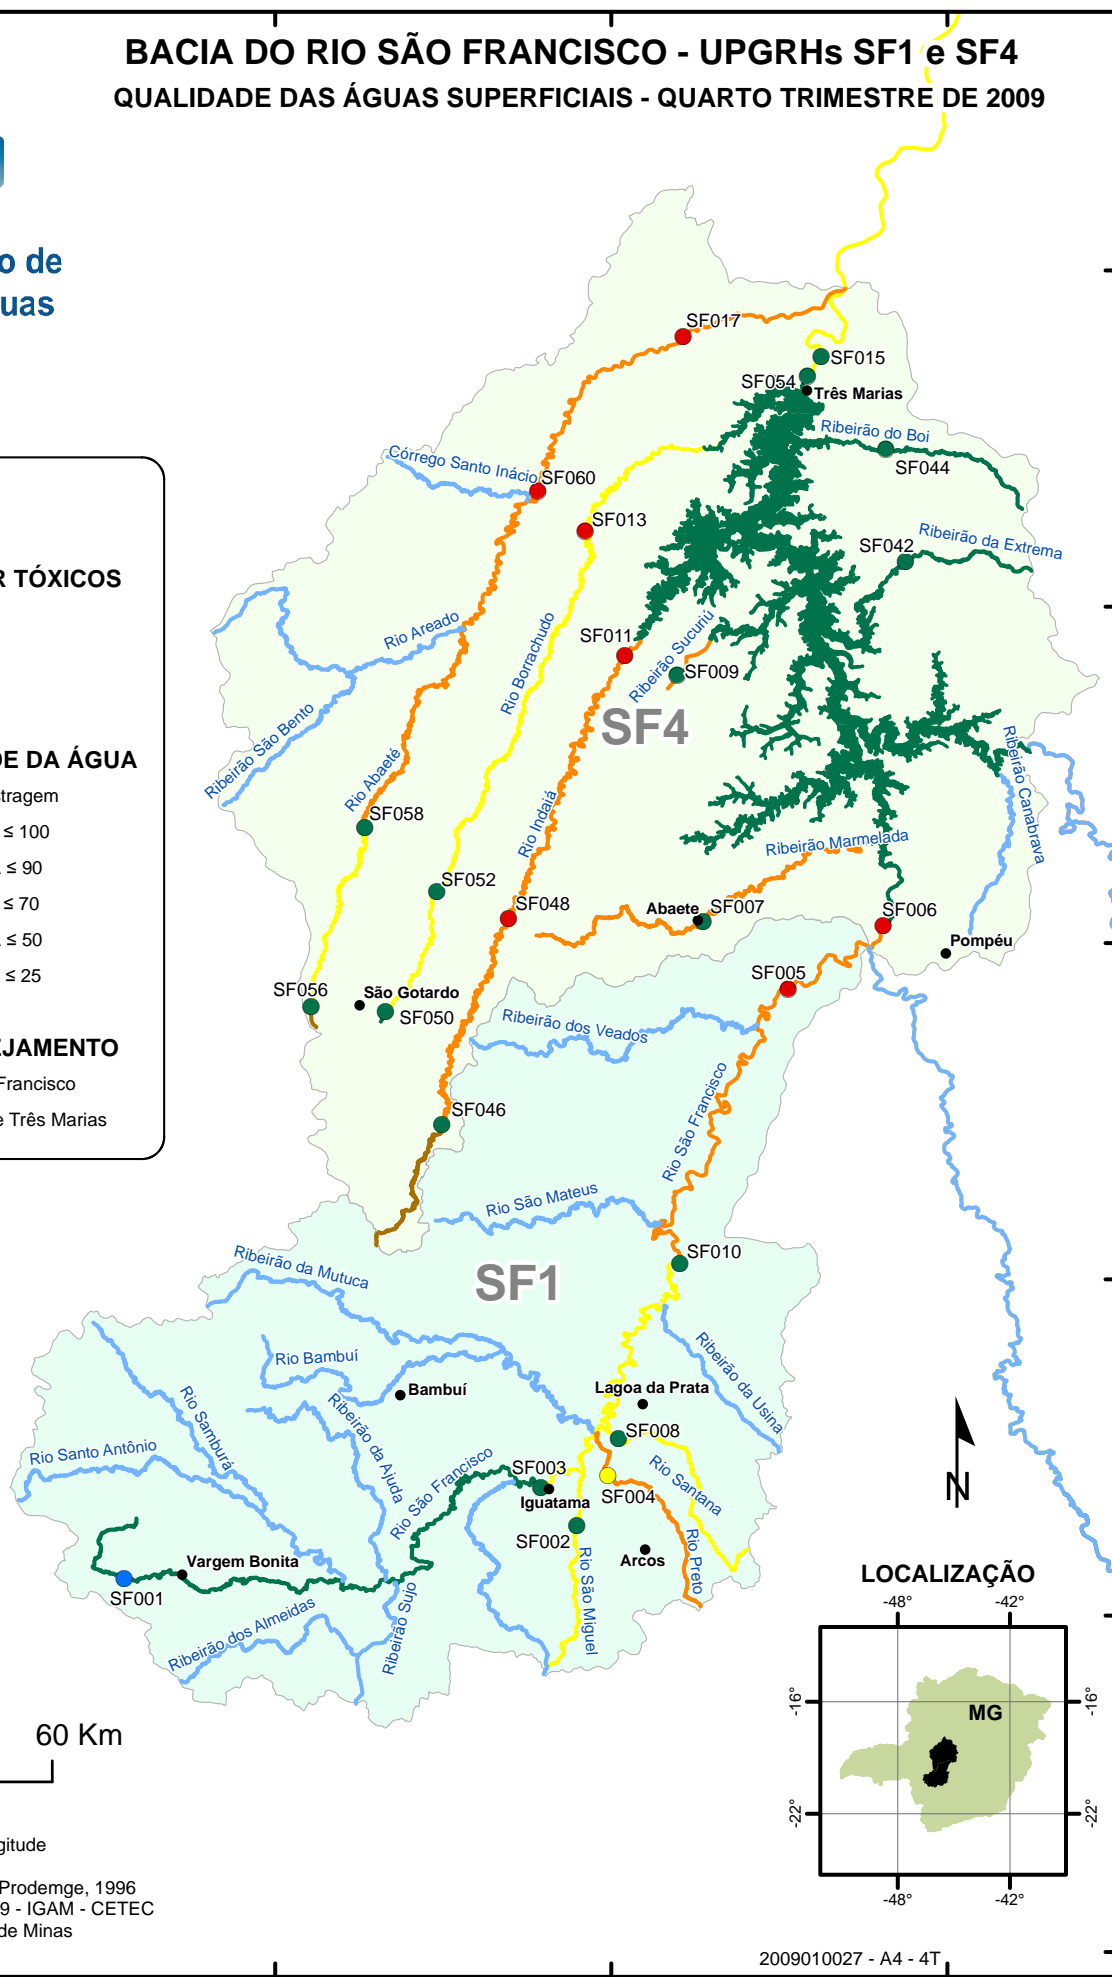 BACIA DO RIO SÃO FRANCISCO - UPGRHs SF1 e SF4
QUALIDADE DAS ÁGUAS SUPERFICIAIS - QUARTO TRIMESTRE DE 2009
o de
uas
R TÓXICOS
DE DA ÁGUA
tragem
≤ 100
≤ 90
≤ 70
≤ 50
≤ 25
EJAMENTO
Francisco
e Três Marias
SF017
SF015
SF054
Três Marias
Ribeirão do Boi
SF044
Córrego Santo Inácio
SF060
SF013
SF042
Ribeirão da Extrema
Rio Areado
Rio Borrachudo
SF011
Ribeirão Sucuriú
SF009
SF4
Ribeirão São Bento
Rio Abaeté
Ribeirão Canabrava
SF058
Rio Indaiá
Ribeirão Marmelada
SF052
SF048
Abaete
SF007
SF006
Pompéu
SF005
SF056
São Gotardo
SF050
Ribeirão dos Veados
Rio São Francisco
SF046
Rio São Mateus
SF010
Ribeirão da Mutuca
SF1
Rio Bambuí
Bambuí
Ribeirão da Usina
Lagoa da Prata
Rio Samburá
Ribeirão da Ajuda
SF008
Rio Santo Antônio
Rio São Francisco
SF003
Iguatama
SF004
Rio Santana
SF002
Arcos
Rio Preto
Rio São Miguel
Vargem Bonita
SF001
Ribeirão dos Almeidas
Ribeirão Sujo
N
LOCALIZAÇÃO
-48°
-42°
-16°
-16°
MG
-22°
-22°
-48°
-42°
60 Km
gitude
Prodemge, 1996
9 - IGAM - CETEC
de Minas
2009010027 - A4 - 4T